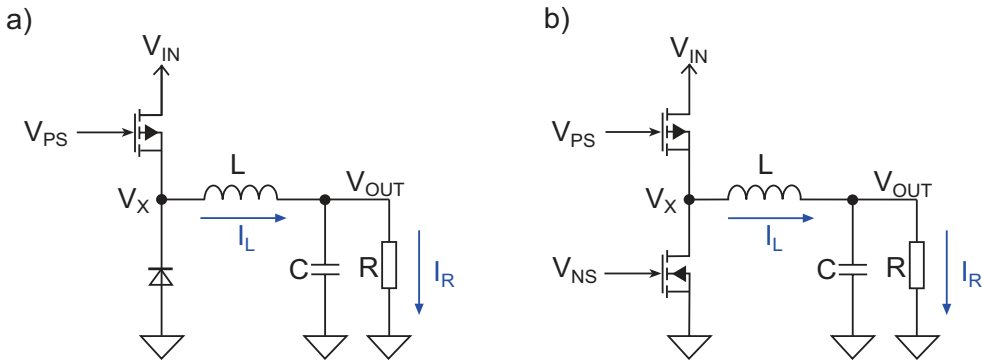 a)
V_IN
V_PS
V_X
L
V_OUT
I_L
C
R
I_R
b)
V_IN
V_PS
V_X
L
V_OUT
I_L
V_NS
C
R
I_R